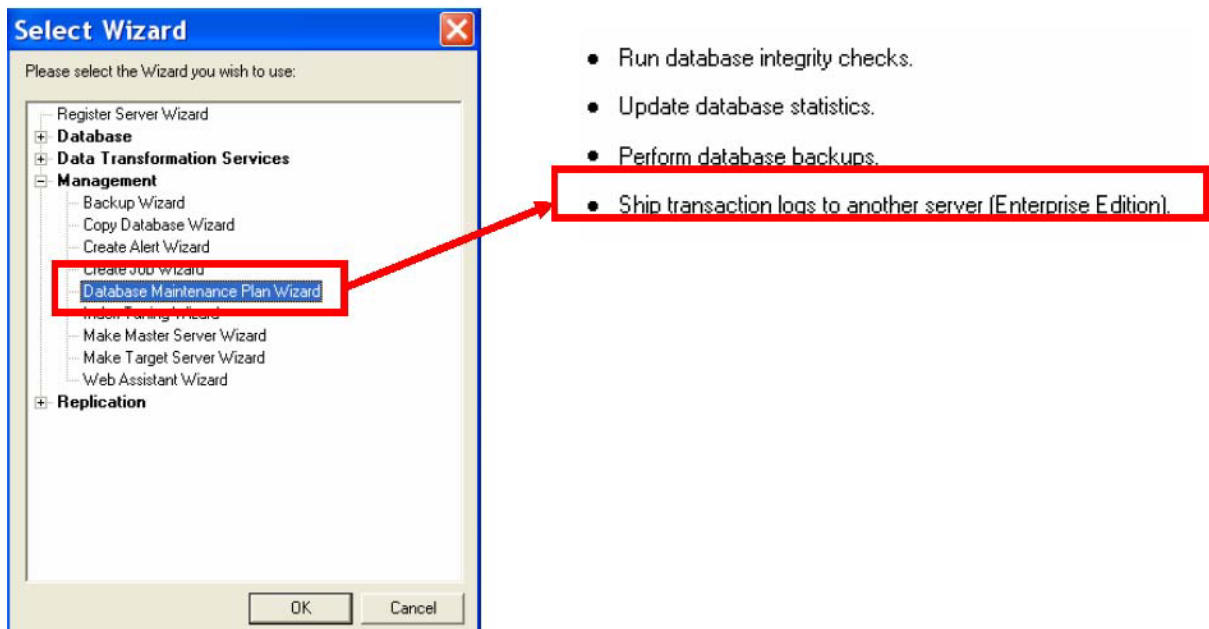 Select Wizard
Please select the Wizard you wish to use:
Register Server Wizard
Database
Data Transformation Services
Management
Backup Wizard
Copy Database Wizard
Create Alert Wizard
Create Job Wizard
Database Maintenance Plan Wizard
Index Tuning Wizard
Make Master Server Wizard
Make Target Server Wizard
Web Assistant Wizard
Replication
OK Cancel
• Run database integrity checks.
• Update database statistics.
• Perform database backups.
• Ship transaction logs to another server (Enterprise Edition).